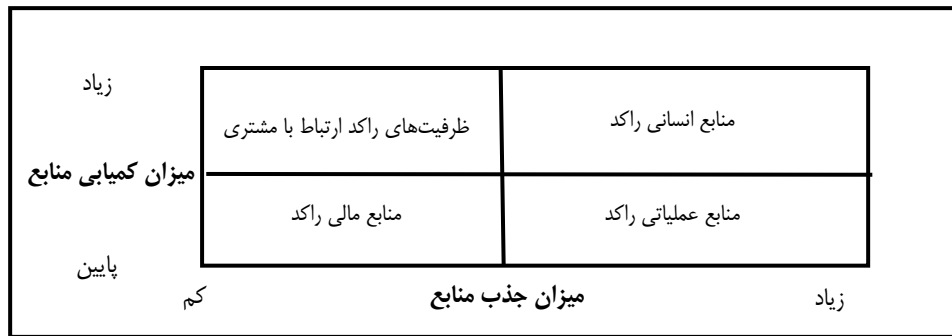 زیاد
ظرفیت‌های راکد ارتباط با مشتری
منابع انسانی راکد
میزان کمیابی منابع
منابع مالی راکد
منابع عملیاتی راکد
پایین
کم
میزان جذب منابع
زیاد